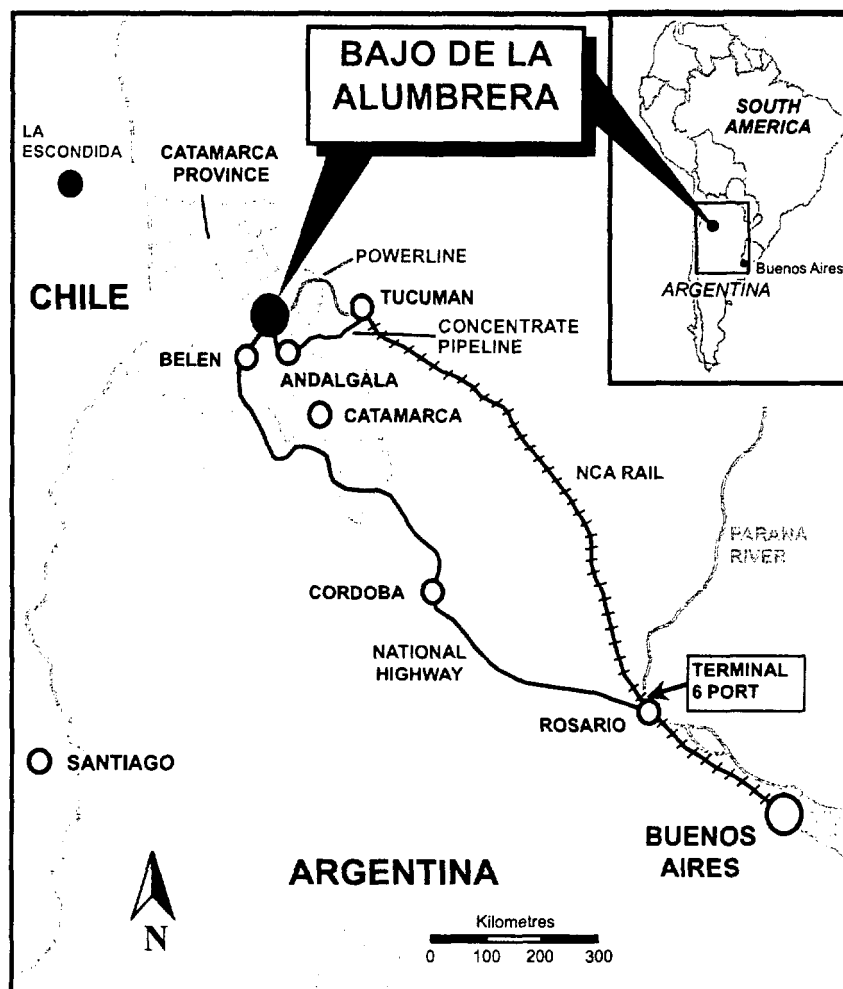 BAJO DE LA
ALUMBRERA
SOUTH
AMERICA
Buenos Aires
ARGENTINA
LA
ESCONDIDA
CATAMARCA
PROVINCE
POWERLINE
CHILE
TUCUMAN
CONCENTRATE
PIPELINE
BELEN
ANDALGALA
CATAMARCA
NCA RAIL
PARANA
RIVER
CORDOBA
NATIONAL
HIGHWAY
TERMINAL
6 PORT
ROSARIO
SANTIAGO
BUENOS
AIRES
ARGENTINA
N
Kilometres
0 100 200 300